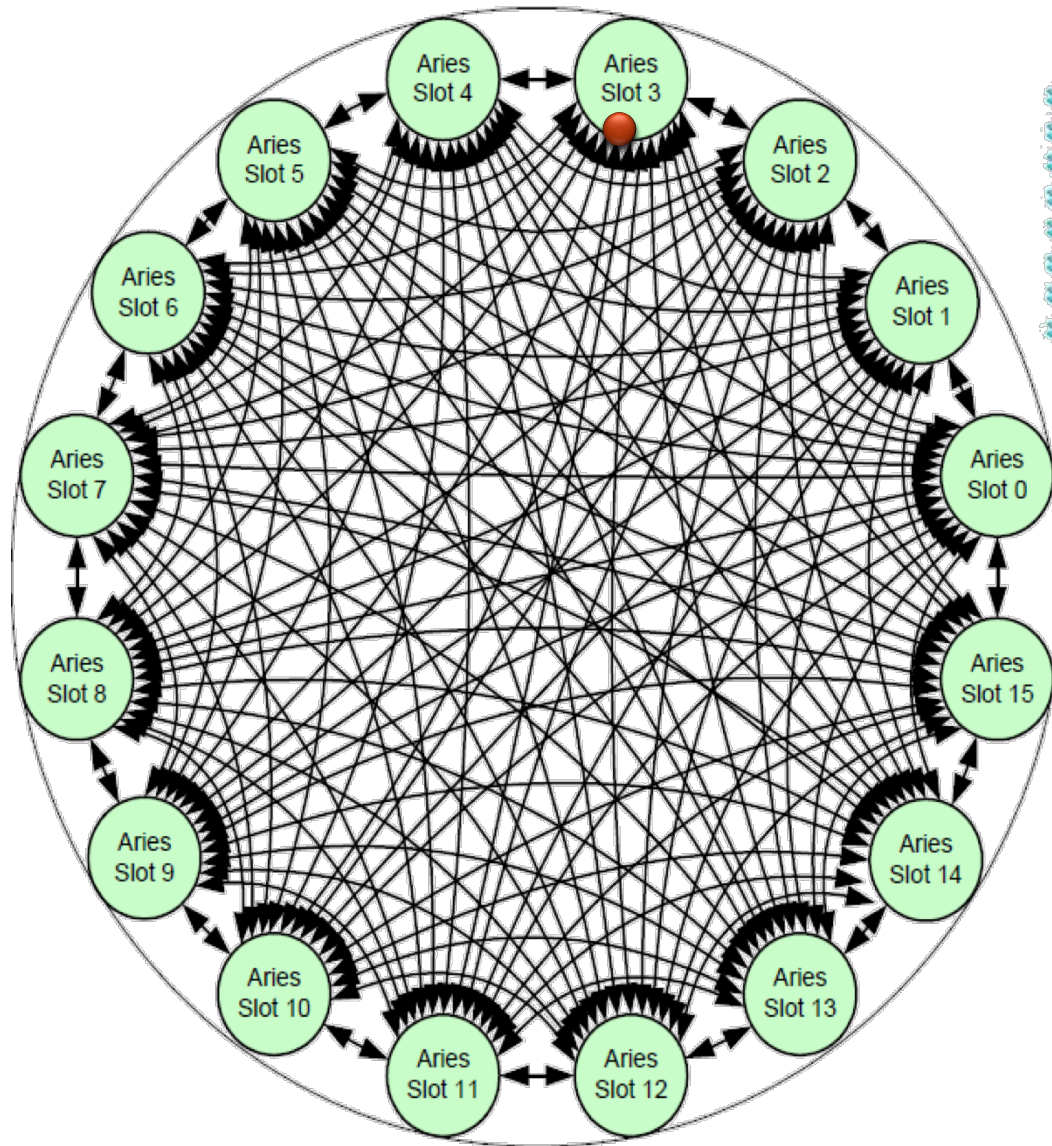 Aries
Slot 4
Aries
Slot 3
Aries
Slot 5
Aries
Slot 2
Aries
Slot 6
Aries
Slot 1
Aries
Slot 7
Aries
Slot 0
Aries
Slot 8
Aries
Slot 15
Aries
Slot 9
Aries
Slot 14
Aries
Slot 10
Aries
Slot 13
Aries
Slot 11
Aries
Slot 12